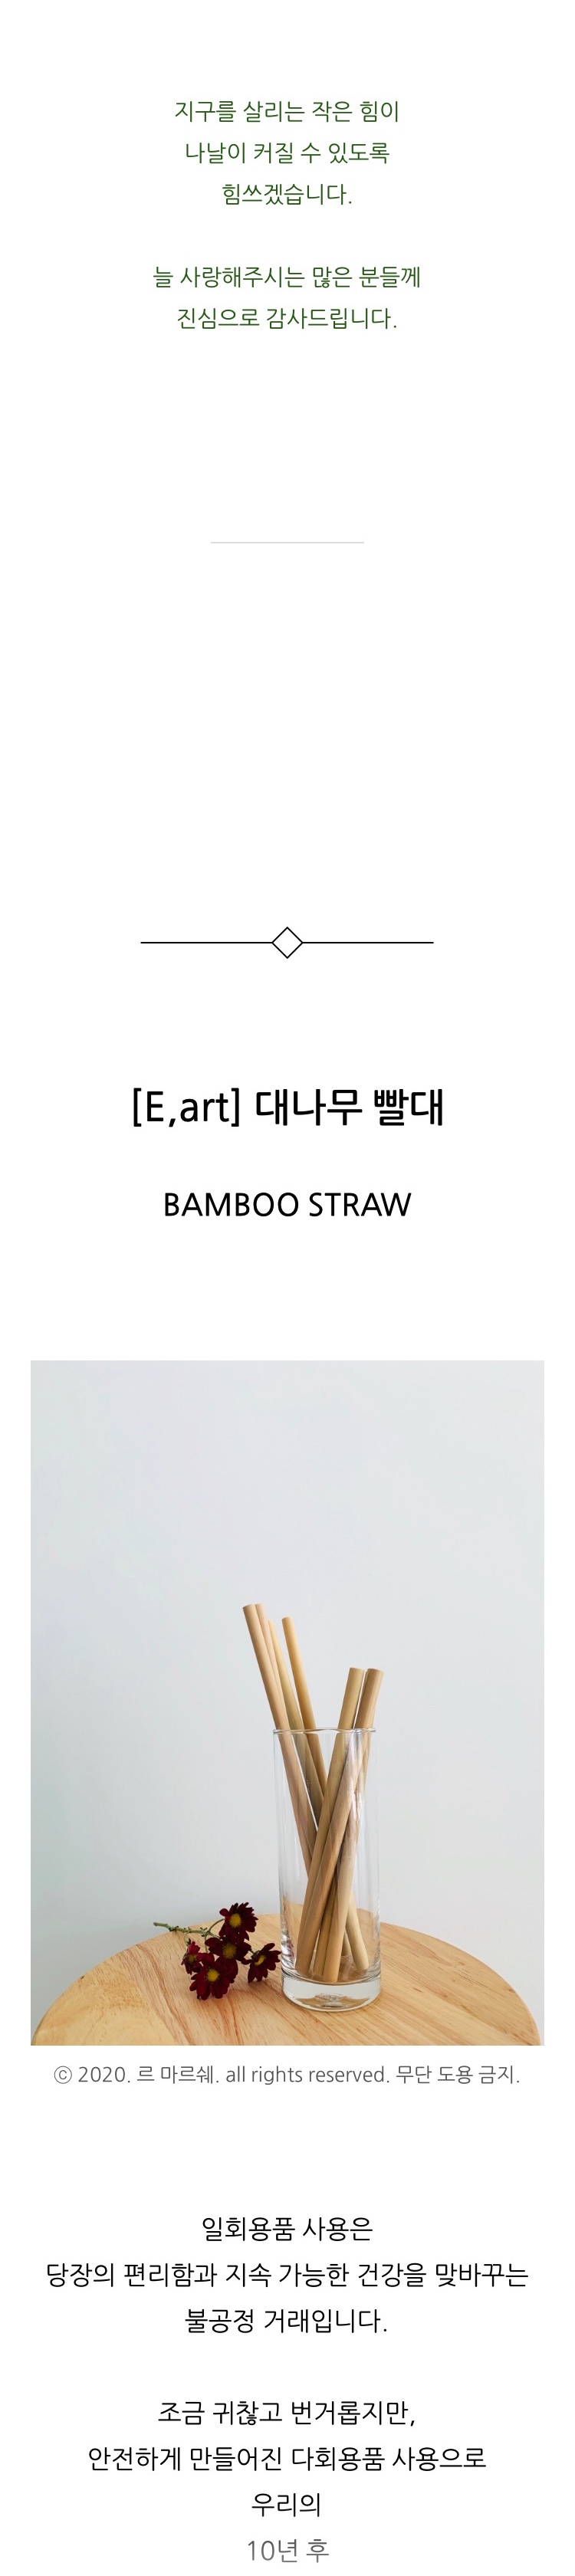 지구를 살리는 작은 힘이
나날이 커질 수 있도록
힘쓰겠습니다.
늘 사랑해주시는 많은 분들께
진심으로 감사드립니다.
[E,art] 대나무 빨대
BAMBOO STRAW
ⓒ 2020. 르 마르쉐. all rights reserved. 무단 도용 금지.
일회용품 사용은
당장의 편리함과 지속 가능한 건강을 맞바꾸는
불공정 거래입니다.
조금 귀찮고 번거롭지만,
안전하게 만들어진 다회용품 사용으로
우리의
10년 후